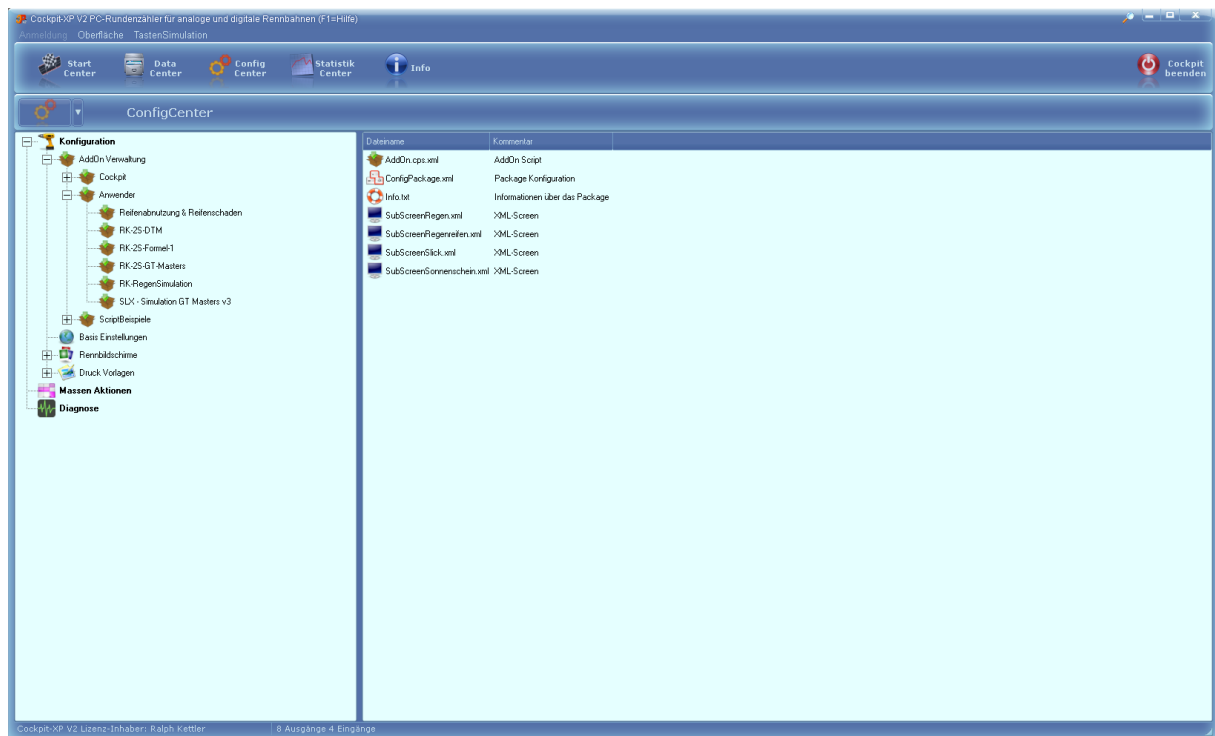 Cockpit-XP V2 PC-Rundenzähler für analoge und digitale Rennbahnen (F1=Hilfe)
Anmeldung Oberfläche TastenSimulation
Start Center
Data Center
Config Center
Statistik Center
Info
Cockpit beenden
ConfigCenter
Konfiguration
AddOn Verwaltung
Cockpit
Anwender
Reifenabnutzung & Reifenschaden
RK-2S-DTM
RK-2S-Formel-1
RK-2S-GT-Masters
RK-RegenSimulation
SLX - Simulation GT Masters v3
ScriptBeispiele
Basis Einstellungen
Rennbildschirme
Druck Vorlagen
Massen Aktionen
Diagnose
Dateiname Kommentar
AddOn.cps.xml AddOn Script
ConfigPackage.xml Package Konfiguration
Info.txt Informationen über das Package
SubScreenRegen.xml XML-Screen
SubScreenRegenreifen.xml XML-Screen
SubScreenSlick.xml XML-Screen
SubScreenSonnenschein.xml XML-Screen
Cockpit-XP V2 Lizenz-Inhaber: Ralph Kettler 8 Ausgänge 4 Eingänge